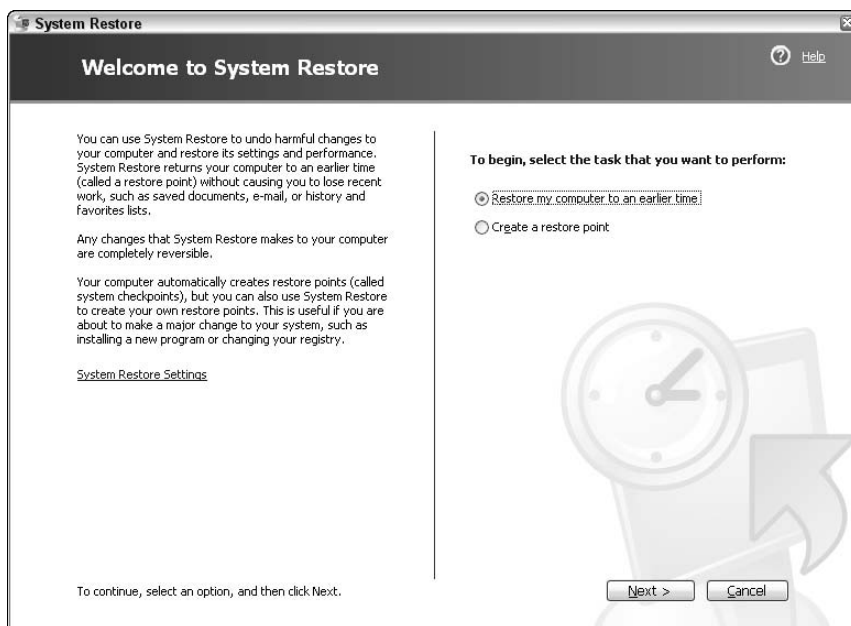 System Restore
Welcome to System Restore
Help
You can use System Restore to undo harmful changes to
your computer and restore its settings and performance.
System Restore returns your computer to an earlier time
(called a restore point) without causing you to lose recent
work, such as saved documents, e-mail, or history and
favorites lists.
Any changes that System Restore makes to your computer
are completely reversible.
Your computer automatically creates restore points (called
system checkpoints), but you can also use System Restore
to create your own restore points. This is useful if you are
about to make a major change to your system, such as
installing a new program or changing your registry.
System Restore Settings
To begin, select the task that you want to perform:
Restore my computer to an earlier time
Create a restore point
To continue, select an option, and then click Next.
Next >
Cancel